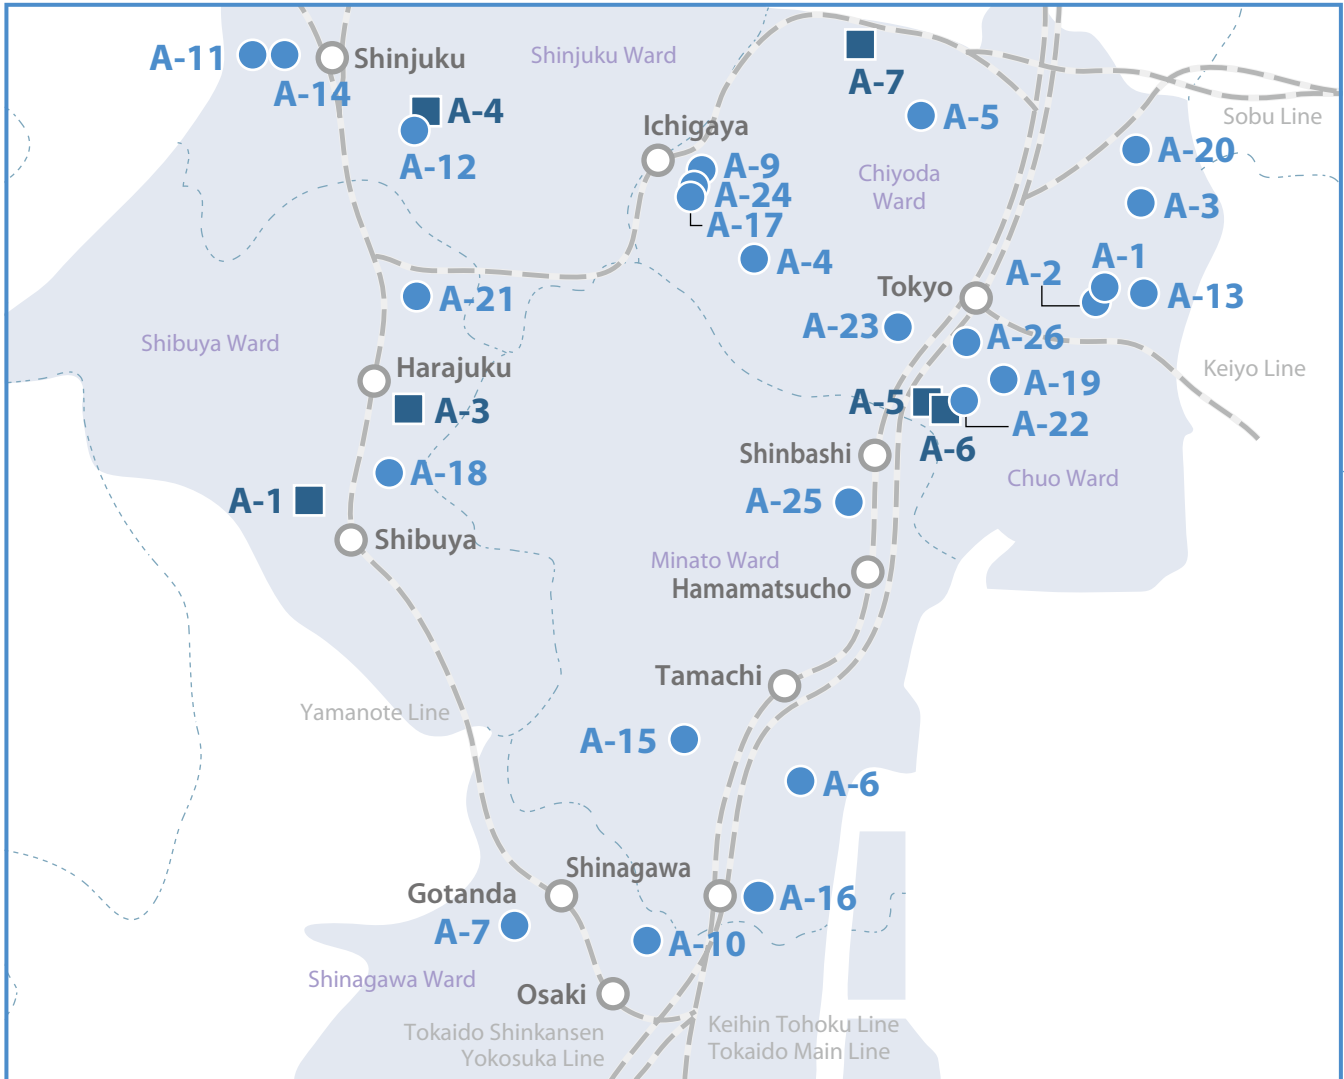 A-11
A-14
Shinjuku
Shinjuku Ward
A-7
A-4
A-12
Ichigaya
A-5
Sobu Line
A-20
A-9
A-24
A-17
Chiyoda
Ward
A-3
A-4
A-1
A-2
A-13
Tokyo
A-21
A-23
A-26
Shibuya Ward
Harajuku
Keiyo Line
A-3
A-5
A-19
A-22
A-6
Shinbashi
A-18
A-1
A-25
Chuo Ward
Shibuya
Minato Ward
Hamamatsucho
Tamachi
Yamanote Line
A-15
A-6
Shinagawa
Gotanda
A-16
A-7
A-10
Shinagawa Ward
Osaki
Tokaido Shinkansen
Yokosuka Line
Keihin Tohoku Line
Tokaido Main Line